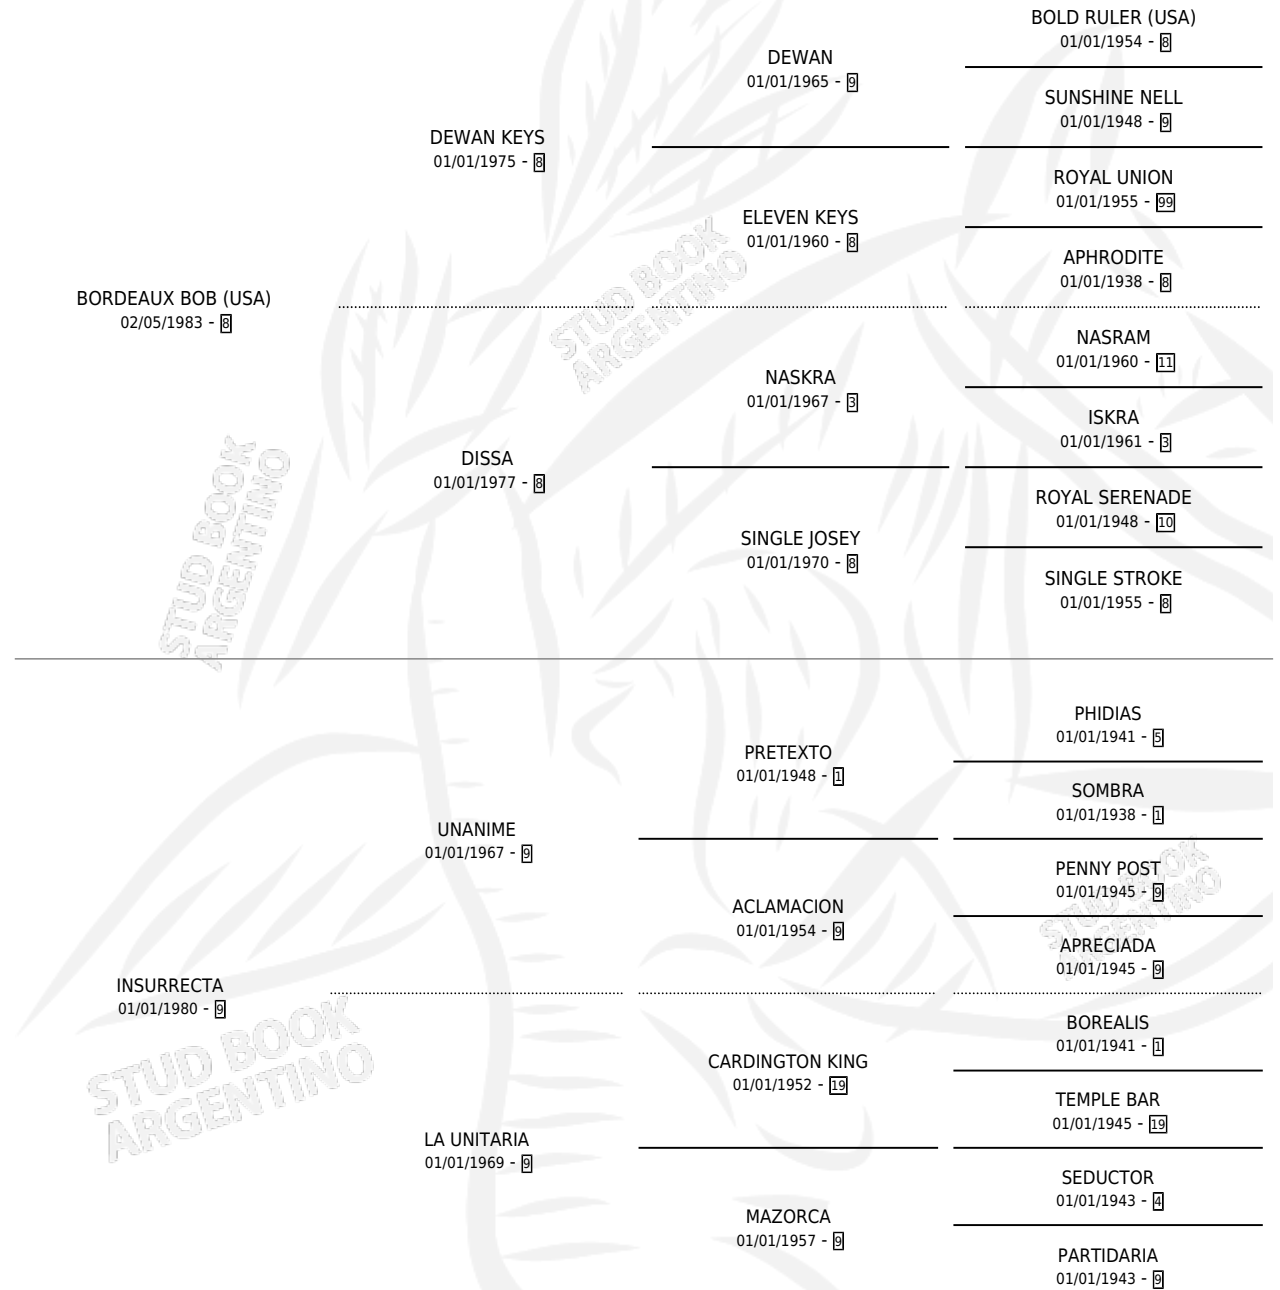 BOLD RULER (USA)
01/01/1954 - 8
DEWAN
01/01/1965 - 9
SUNSHINE NELL
01/01/1948 - 9
DEWAN KEYS
01/01/1975 - 8
ROYAL UNION
01/01/1955 - 99
ELEVEN KEYS
01/01/1960 - 8
APHRODITE
01/01/1938 - 8
BORDEAUX BOB (USA)
02/05/1983 - 8
STUD BOOK
ARGENTINO
NASRAM
01/01/1960 - 11
NASKRA
01/01/1967 - 3
ISKRA
01/01/1961 - 3
DISSA
01/01/1977 - 8
ROYAL SERENADE
01/01/1948 - 10
SINGLE JOSEY
01/01/1970 - 8
SINGLE STROKE
01/01/1955 - 8
STUD BOOK
ARGENTINO
PHIDIAS
01/01/1941 - 5
PRETEXTO
01/01/1948 - 1
SOMBRA
01/01/1938 - 1
UNANIME
01/01/1967 - 9
PENNY POST
01/01/1945 - 9
ACLAMACION
01/01/1954 - 9
APRECIADA
01/01/1945 - 9
STUD BOOK
ARGENTINO
INSURRECTA
01/01/1980 - 9
BOREALIS
01/01/1941 - 1
CARDINGTON KING
01/01/1952 - 19
TEMPLE BAR
01/01/1945 - 19
STUD BOOK
ARGENTINO
LA UNITARIA
01/01/1969 - 9
SEDUCTOR
01/01/1943 - 4
MAZORCA
01/01/1957 - 9
PARTIDARIA
01/01/1943 - 9